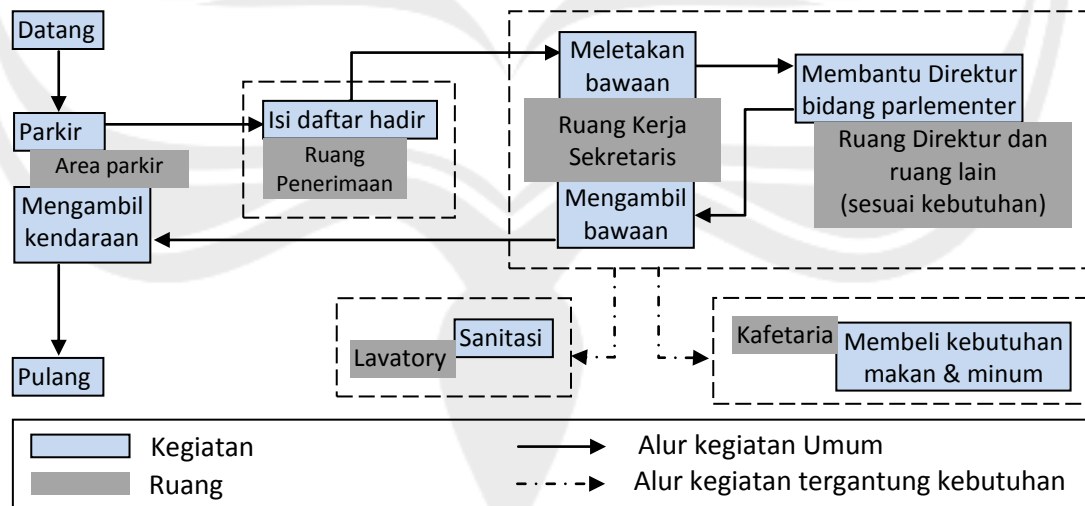 Datang
Parkir
Area parkir
Mengambil
kendaraan
Pulang
Isi daftar hadir
Ruang
Penerimaan
Meletakan
bawaan
Ruang Kerja
Sekretaris
Mengambil
bawaan
Membantu Direktur
bidang parlementer
Ruang Direktur dan
ruang lain
(sesuai kebutuhan)
Sanitasi
Lavatory
Kafetaria
Membeli kebutuhan
makan & minum
Kegiatan
Alur kegiatan Umum
Ruang
Alur kegiatan tergantung kebutuhan